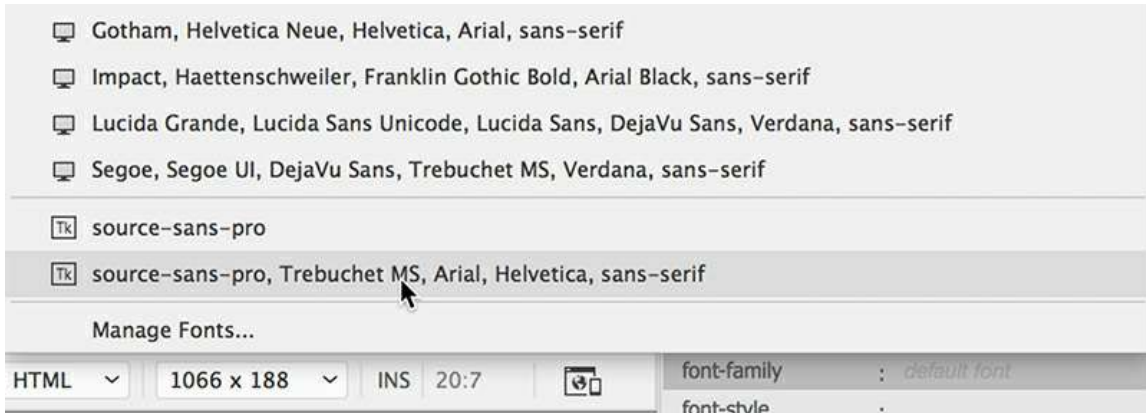 Gotham, Helvetica Neue, Helvetica, Arial, sans-serif
Impact, Haettenschweiler, Franklin Gothic Bold, Arial Black, sans-serif
Lucida Grande, Lucida Sans Unicode, Lucida Sans, DejaVu Sans, Verdana, sans-serif
Segoe, Segoe UI, DejaVu Sans, Trebuchet MS, Verdana, sans-serif
Tk source-sans-pro
Tk source-sans-pro, Trebuchet MS, Arial, Helvetica, sans-serif
Manage Fonts...
HTML 1066 x 188 INS 20:7 font-family : default font
font-style :